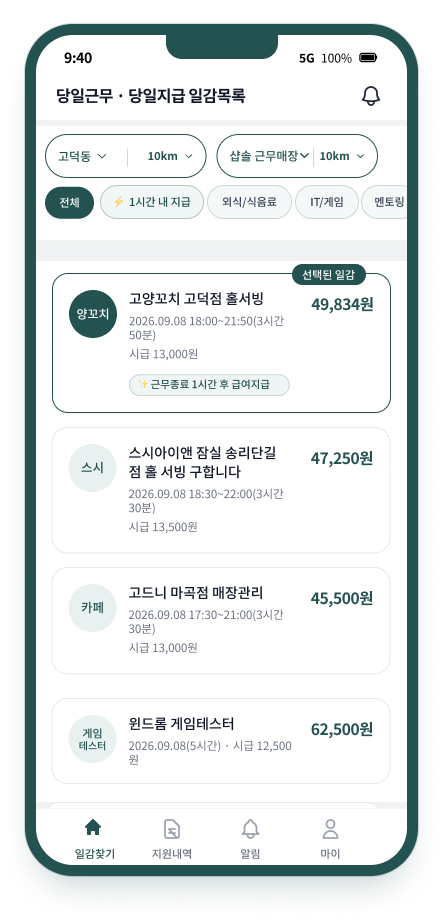 9:40
5G 100%
당일근무 · 당일지급 일감목록
고덕동 10km 샵솔 근무매장 10km
전체 ⚡ 1시간 내 지급 외식/식음료 IT/게임 멘토링
선택된 일감
양꼬치
고양꼬치 고덕점 홀서빙
49,834원
2026.09.08 18:00~21:50(3시간
50분)
시급 13,000원
✨근무종료 1시간 후 급여지급
스시
스시아이앤 잠실 송리단길
점 홀 서빙 구합니다
47,250원
2026.09.08 18:30~22:00(3시간
30분)
시급 13,500원
카페
고드니 마곡점 매장관리
45,500원
2026.09.08 17:30~21:00(3시간
30분)
시급 13,000원
게임
테스터
윈드롬 게임테스터
62,500원
2026.09.08(5시간) · 시급 12,500
원
일감찾기 지원내역 알림 마이